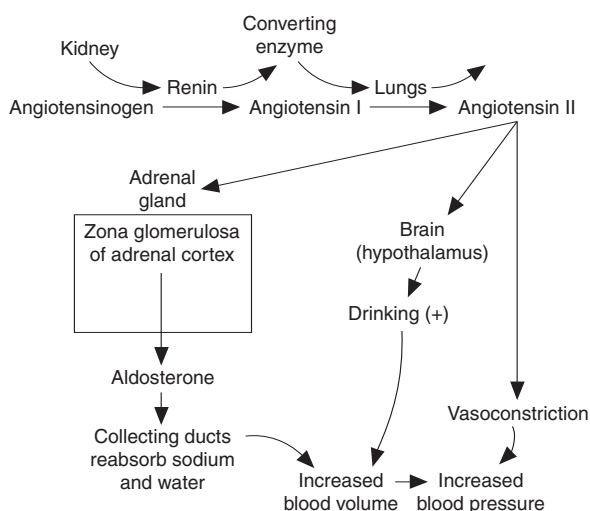 Kidney
Renin
Converting
enzyme
Lungs
Angiotensinogen
Angiotensin I
Angiotensin II
Adrenal
gland
Zona glomerulosa
of adrenal cortex
Brain
(hypothalamus)
Drinking (+)
Aldosterone
Vasoconstriction
Collecting ducts
reabsorb sodium
and water
Increased
blood volume
Increased
blood pressure